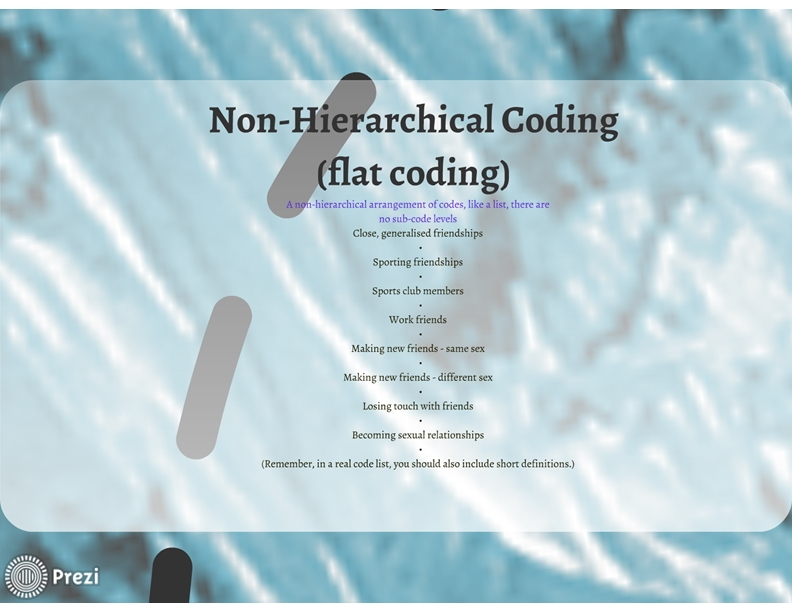 Non-Hierarchical Coding
(flat coding)
A non-hierarchical arrangement of codes, like a list, there are
no sub-code levels
Close, generalised friendships
•
Sporting friendships
•
Sports club members
•
Work friends
•
Making new friends - same sex
•
Making new friends - different sex
•
Losing touch with friends
•
Becoming sexual relationships
•
(Remember, in a real code list, you should also include short definitions.)
Prezi